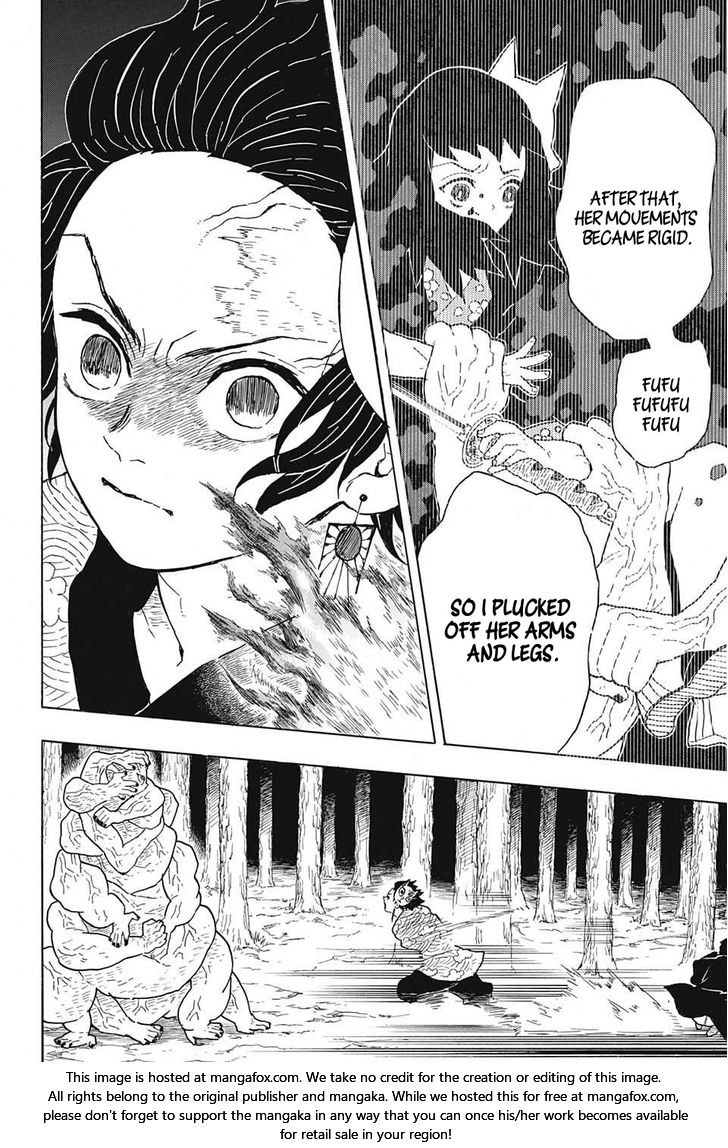 AFTER THAT,
HER MOVEMENTS
BECAME RIGID.
FUFU
FUFUFU
FUFU
SO I PLUCKED
OFF HER ARMS
AND LEGS.
This image is hosted at mangafox.com. We take no credit for the creation or editing of this image.
All rights belong to the original publisher and mangaka. While we hosted this for free at mangafox.com,
please don't forget to support the mangaka in any way that you can once his/her work becomes available
for retail sale in your region!